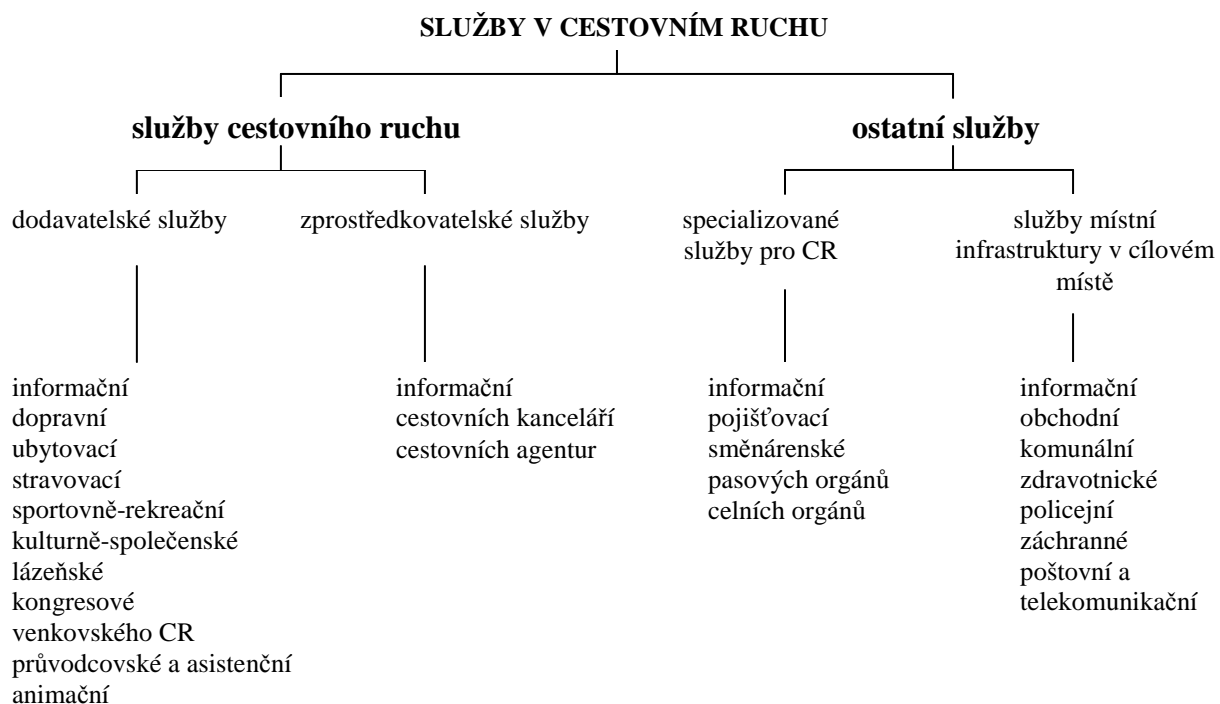 SLUŽBY V CESTOVNÍM RUCHU
služby cestovního ruchu
ostatní služby
dodavatelské služby
zprostředkovatelské služby
specializované
služby pro CR
služby místní
infrastruktury v cílovém
místě
informační
dopravní
ubytovací
stravovací
sportovně-rekreační
kulturně-společenské
lázeňské
kongresové
venkovského CR
průvodcovské a asistenční
animační
informační
cestovních kanceláří
cestovních agentur
informační
pojišťovací
směnárenské
pasových orgánů
celních orgánů
informační
obchodní
komunální
zdravotnické
policejní
záchranné
poštovní a
telekomunikační